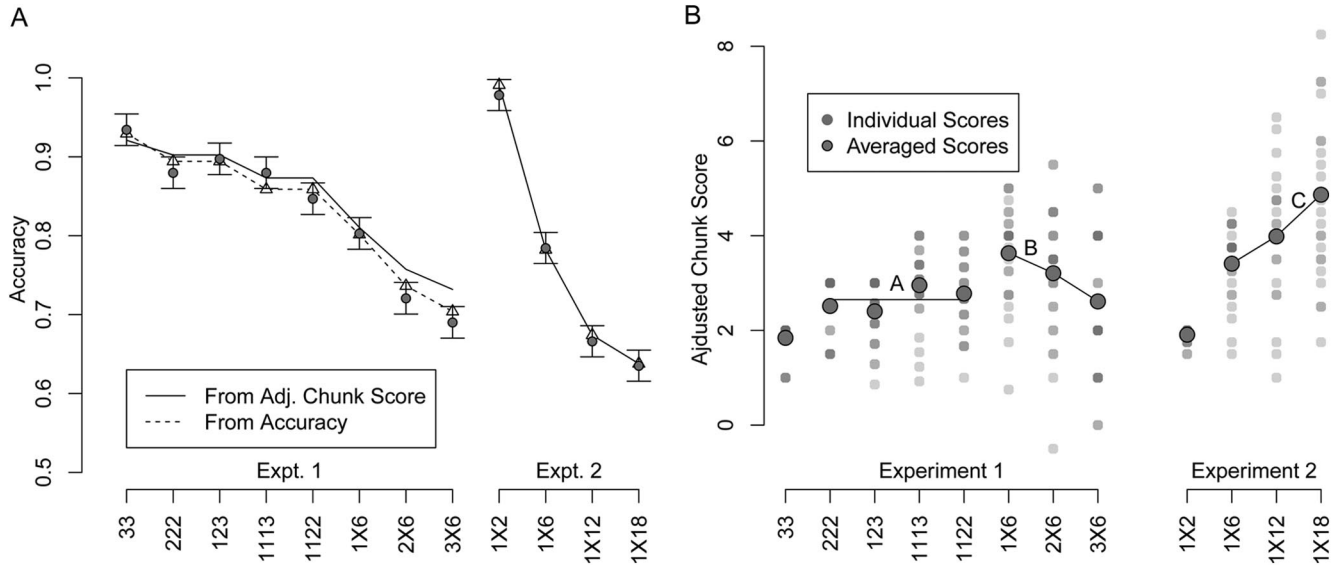 A
Accuracy
1.0
0.9
0.8
0.7
0.6
0.5
From Adj. Chunk Score
From Accuracy
Expt. 1
Expt. 2
33
222
123
1113
1122
1X6
2X6
3X6
1X2
1X6
1X12
1X18
B
Ajdusted Chunk Score
8
6
4
2
0
Individual Scores
Averaged Scores
A
B
C
Experiment 1
Experiment 2
33
222
123
1113
1122
1X6
2X6
3X6
1X2
1X6
1X12
1X18